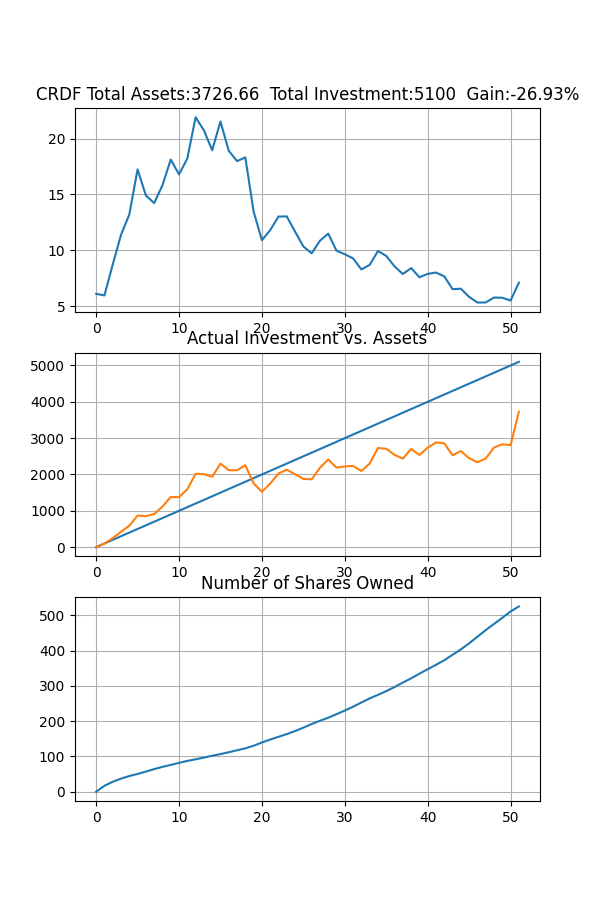 CRDF Total Assets:3726.66  Total Investment:5100  Gain:-26.93%
20
15
10
5
0 10 20 30 40 50
Actual Investment vs. Assets
5000
4000
3000
2000
1000
0
0 10 20 30 40 50
Number of Shares Owned
500
400
300
200
100
0
0 10 20 30 40 50